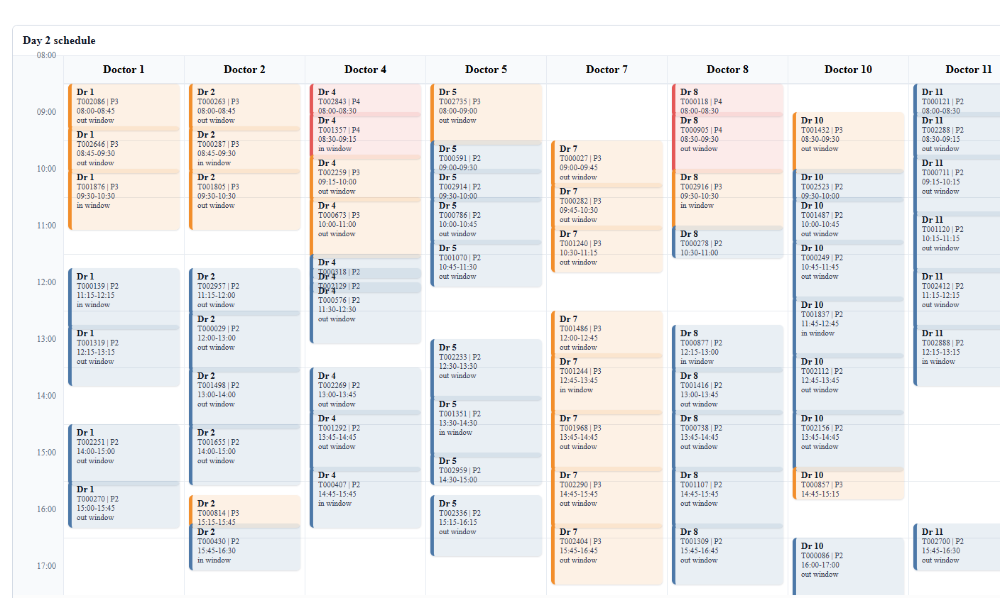 Day 2 schedule
08:00
09:00
10:00
11:00
12:00
13:00
14:00
15:00
16:00
17:00
Doctor 1
Dr 1
T002086 | P3
08:00-08:45
out window
Dr 1
T002646 | P3
08:45-09:30
out window
Dr 1
T001876 | P3
09:30-10:30
in window
Dr 1
T000139 | P2
11:15-12:15
in window
Dr 1
T001319 | P2
12:15-13:15
out window
Dr 1
T002251 | P2
14:00-15:00
out window
Dr 1
T000270 | P2
15:00-15:45
out window
Doctor 2
Dr 2
T000263 | P3
08:00-08:45
out window
Dr 2
T000287 | P3
08:45-09:30
in window
Dr 2
T001805 | P3
09:30-10:30
out window
Dr 2
T002957 | P2
11:15-12:00
out window
Dr 2
T000029 | P2
12:00-13:00
out window
Dr 2
T001498 | P2
13:00-14:00
out window
Dr 2
T001655 | P2
14:00-15:00
out window
Dr 2
T000814 | P3
15:15-15:45
Dr 2
T000430 | P2
15:45-16:30
in window
Doctor 4
Dr 4
T002843 | P4
08:00-08:30
Dr 4
T001357 | P4
08:30-09:15
in window
Dr 4
T002259 | P3
09:15-10:00
out window
Dr 4
T000673 | P3
10:00-11:00
out window
Dr 4
T000318 | P2
Dr 4
T002129 | P2
Dr 4
T000576 | P2
11:30-12:30
out window
Dr 4
T002269 | P2
13:00-13:45
out window
Dr 4
T001292 | P2
13:45-14:45
out window
Dr 4
T000407 | P2
14:45-15:45
in window
Doctor 5
Dr 5
T002735 | P3
08:00-09:00
out window
Dr 5
T000591 | P2
09:00-09:30
Dr 5
T002914 | P2
09:30-10:00
Dr 5
T000786 | P2
10:00-10:45
out window
Dr 5
T001070 | P2
10:45-11:30
out window
Dr 5
T002233 | P2
12:30-13:30
out window
Dr 5
T001351 | P2
13:30-14:30
in window
Dr 5
T002959 | P2
14:30-15:00
Dr 5
T002336 | P2
15:15-16:15
out window
Doctor 7
Dr 7
T000027 | P3
09:00-09:45
out window
Dr 7
T000282 | P3
09:45-10:30
out window
Dr 7
T001240 | P3
10:30-11:15
out window
Dr 7
T001486 | P3
12:00-12:45
out window
Dr 7
T001244 | P3
12:45-13:45
in window
Dr 7
T001968 | P3
13:45-14:45
out window
Dr 7
T002290 | P3
14:45-15:45
out window
Dr 7
T002404 | P3
15:45-16:45
out window
Doctor 8
Dr 8
T000118 | P4
08:00-08:30
Dr 8
T000905 | P4
08:30-09:30
out window
Dr 8
T002916 | P3
09:30-10:30
in window
Dr 8
T000278 | P2
10:30-11:00
Dr 8
T000877 | P2
12:15-13:00
in window
Dr 8
T001416 | P2
13:00-13:45
out window
Dr 8
T000738 | P2
13:45-14:45
out window
Dr 8
T001107 | P2
14:45-15:45
out window
Dr 8
T001309 | P2
15:45-16:45
out window
Doctor 10
Dr 10
T001432 | P3
08:30-09:30
out window
Dr 10
T002523 | P2
09:30-10:00
Dr 10
T001487 | P2
10:00-10:45
out window
Dr 10
T000249 | P2
10:45-11:45
out window
Dr 10
T001837 | P2
11:45-12:45
in window
Dr 10
T002112 | P2
12:45-13:45
out window
Dr 10
T002156 | P2
13:45-14:45
out window
Dr 10
T000857 | P3
14:45-15:15
Dr 10
T000086 | P2
16:00-17:00
out window
Doctor 11
Dr 11
T000121 | P2
08:00-08:30
Dr 11
T002288 | P2
08:30-09:15
out window
Dr 11
T000711 | P2
09:15-10:15
out window
Dr 11
T001120 | P2
10:15-11:15
out window
Dr 11
T002412 | P2
11:15-12:15
out window
Dr 11
T002888 | P2
12:15-13:15
in window
Dr 11
T002700 | P2
15:45-16:30
out window